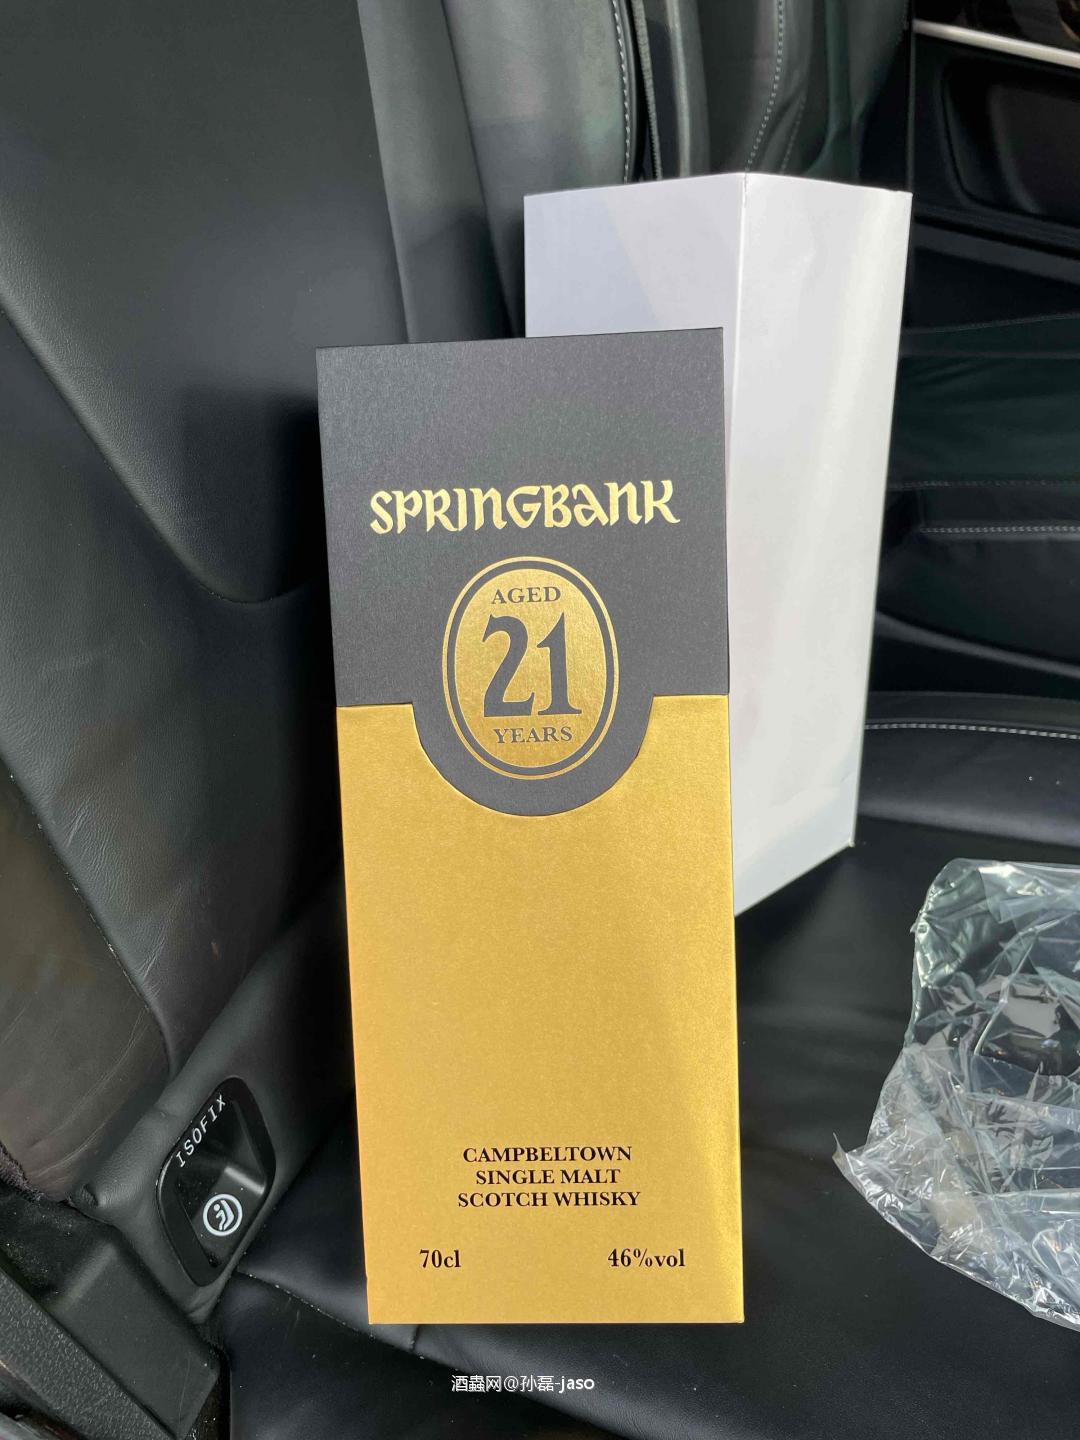 SPRINGBANK
AGED
21
YEARS
CAMPBELTOWN
SINGLE MALT
SCOTCH WHISKY
70cl 46%vol
ISOFIX
酒蟲网@孙磊-jaso